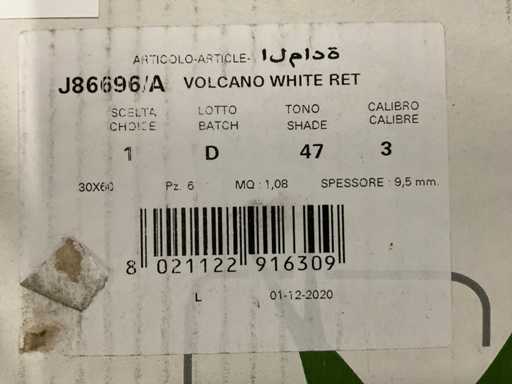 ARTICOLO-ARTICLE- المادة
J86696/A VOLCANO WHITE RET
SCELTA LOTTO TONO CALIBRO
CHOICE BATCH SHADE CALIBRE
1 D 47 3
30X60 Pz. 6 MQ : 1,08 SPESSORE : 9,5 mm.
8 021122 916309
L 01-12-2020